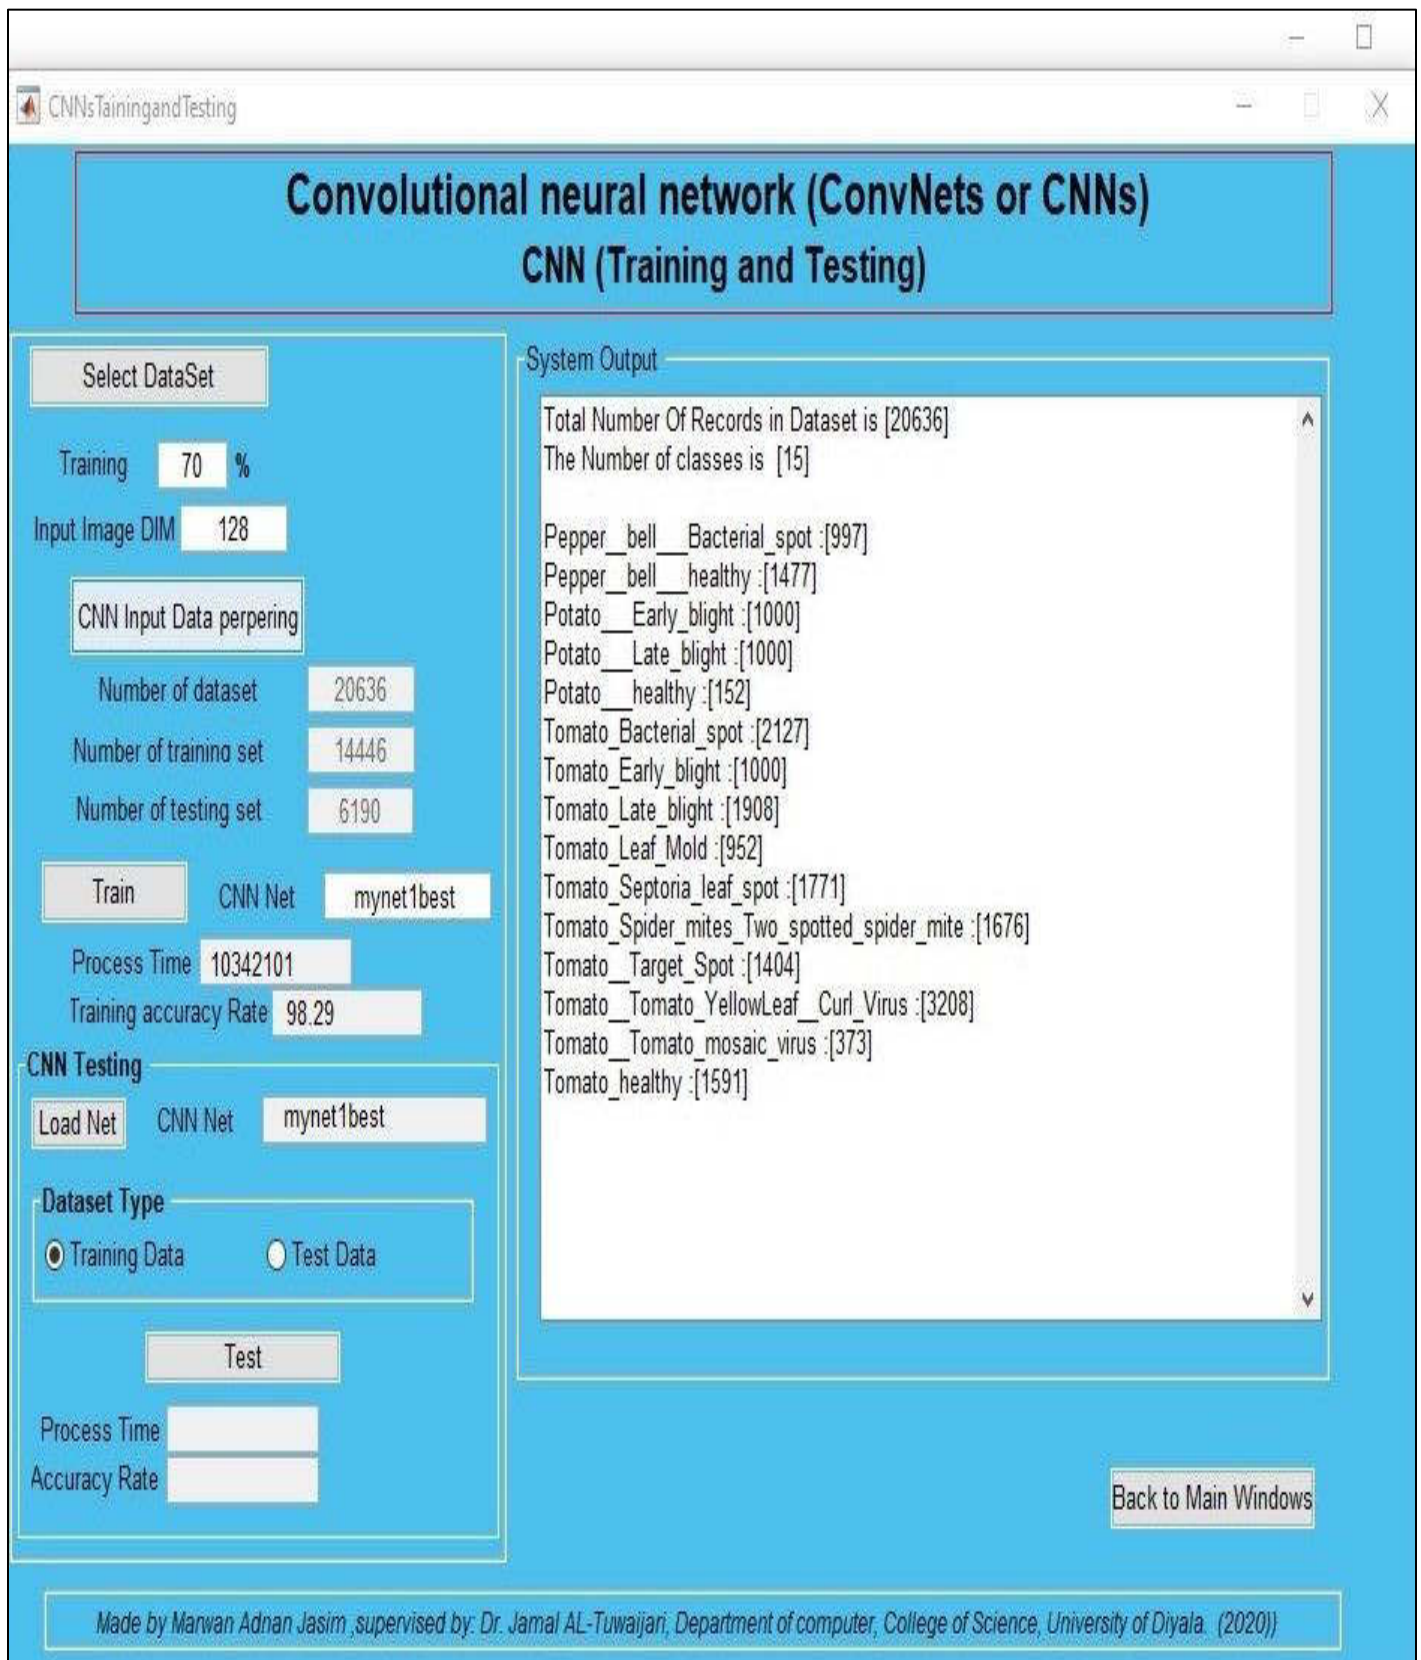 CNNsTainingandTesting
Convolutional neural network (ConvNets or CNNs)
CNN (Training and Testing)
Select DataSet
Training 70 %
Input Image DIM 128
CNN Input Data perpering
Number of dataset 20636
Number of training set 14446
Number of testing set 6190
Train CNN Net mynet1best
Process Time 10342101
Training accuracy Rate 98.29
CNN Testing
Load Net CNN Net mynet1best
Dataset Type
Training Data Test Data
Test
Process Time
Accuracy Rate
System Output
Total Number Of Records in Dataset is [20636]
The Number of classes is [15]
Pepper__bell___Bacterial_spot :[997]
Pepper__bell___healthy :[1477]
Potato___Early_blight :[1000]
Potato___Late_blight :[1000]
Potato___healthy :[152]
Tomato_Bacterial_spot :[2127]
Tomato_Early_blight :[1000]
Tomato_Late_blight :[1908]
Tomato_Leaf_Mold :[952]
Tomato_Septoria_leaf_spot :[1771]
Tomato_Spider_mites_Two_spotted_spider_mite :[1676]
Tomato__Target_Spot :[1404]
Tomato__Tomato_YellowLeaf__Curl_Virus :[3208]
Tomato__Tomato_mosaic_virus :[373]
Tomato_healthy :[1591]
Back to Main Windows
Made by Marwan Adnan Jasim ,supervised by: Dr. Jamal AL-Tuwaijari, Department of computer, College of Science, University of Diyala. (2020))